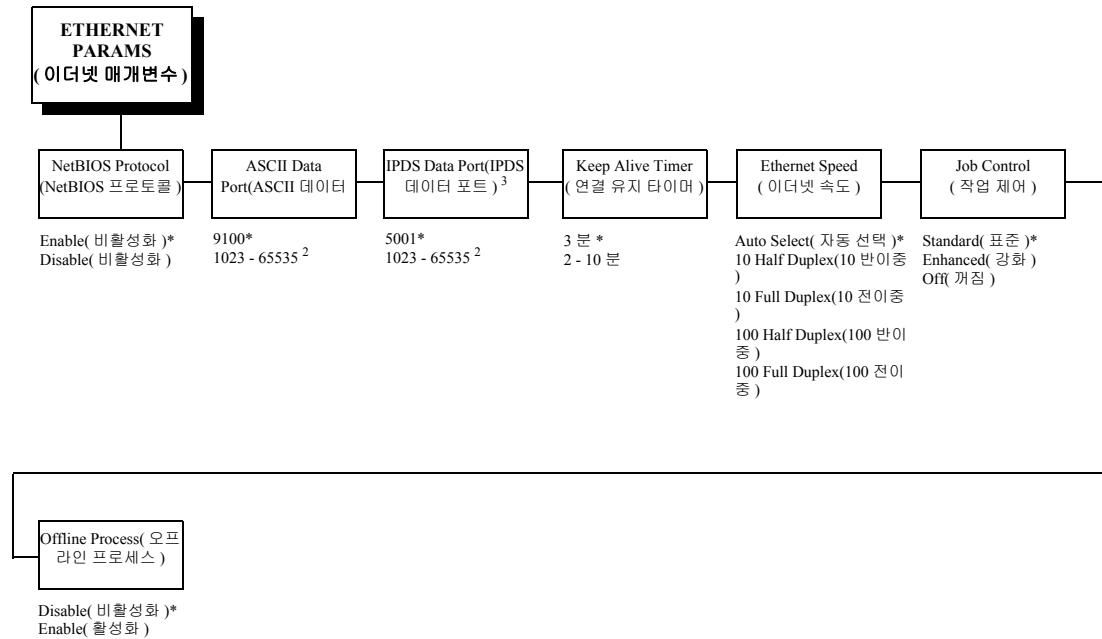 ETHERNET
PARAMS
( 이더넷 매개변수 )
NetBIOS Protocol
(NetBIOS 프로토콜 )
Enable( 비활성화 )*
Disable( 비활성화 )
ASCII Data
Port(ASCII 데이터
9100*
1023 - 65535 2
IPDS Data Port(IPDS
데이터 포트 ) 3
5001*
1023 - 65535 2
Keep Alive Timer
( 연결 유지 타이머 )
3 분 *
2 - 10 분
Ethernet Speed
( 이더넷 속도 )
Auto Select( 자동 선택 )*
10 Half Duplex(10 반이중
)
10 Full Duplex(10 전이중
)
100 Half Duplex(100 반이
중 )
100 Full Duplex(100 전이
중 )
Job Control
( 작업 제어 )
Standard( 표준 )*
Enhanced( 강화 )
Off( 꺼짐 )
Offline Process( 오프
라인 프로세스 )
Disable( 비활성화 )*
Enable( 활성화 )